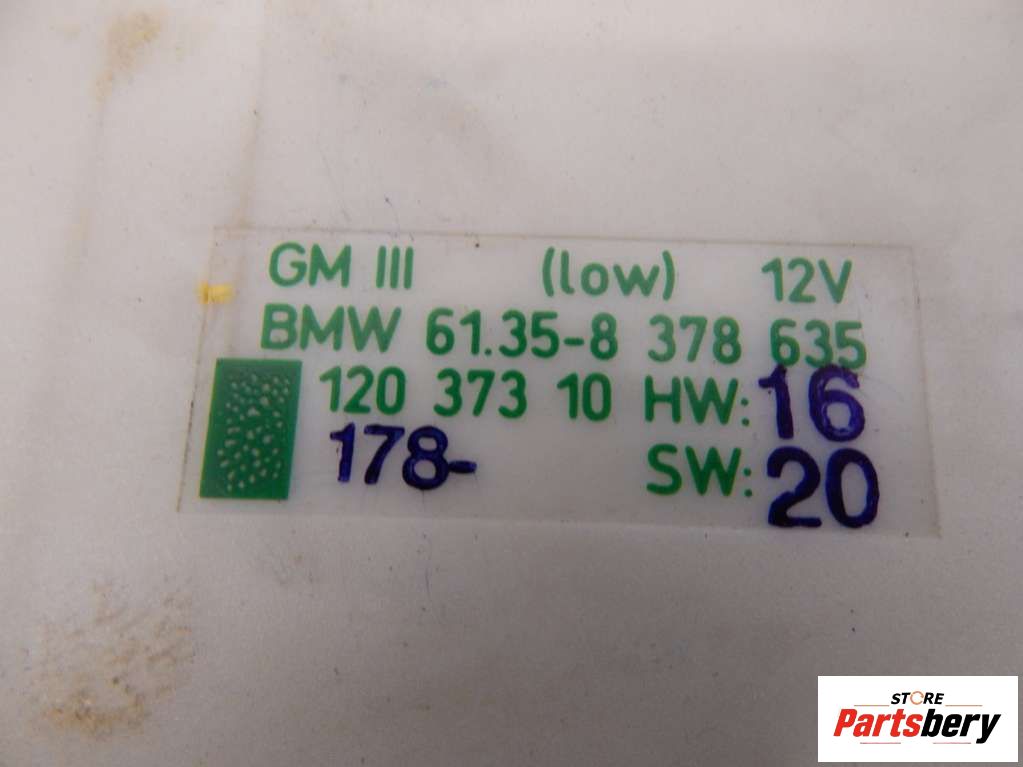 GM III (low) 12V
BMW 61.35-8 378 635
120 373 10 HW: 16
178- SW: 20
STORE
Partsbery